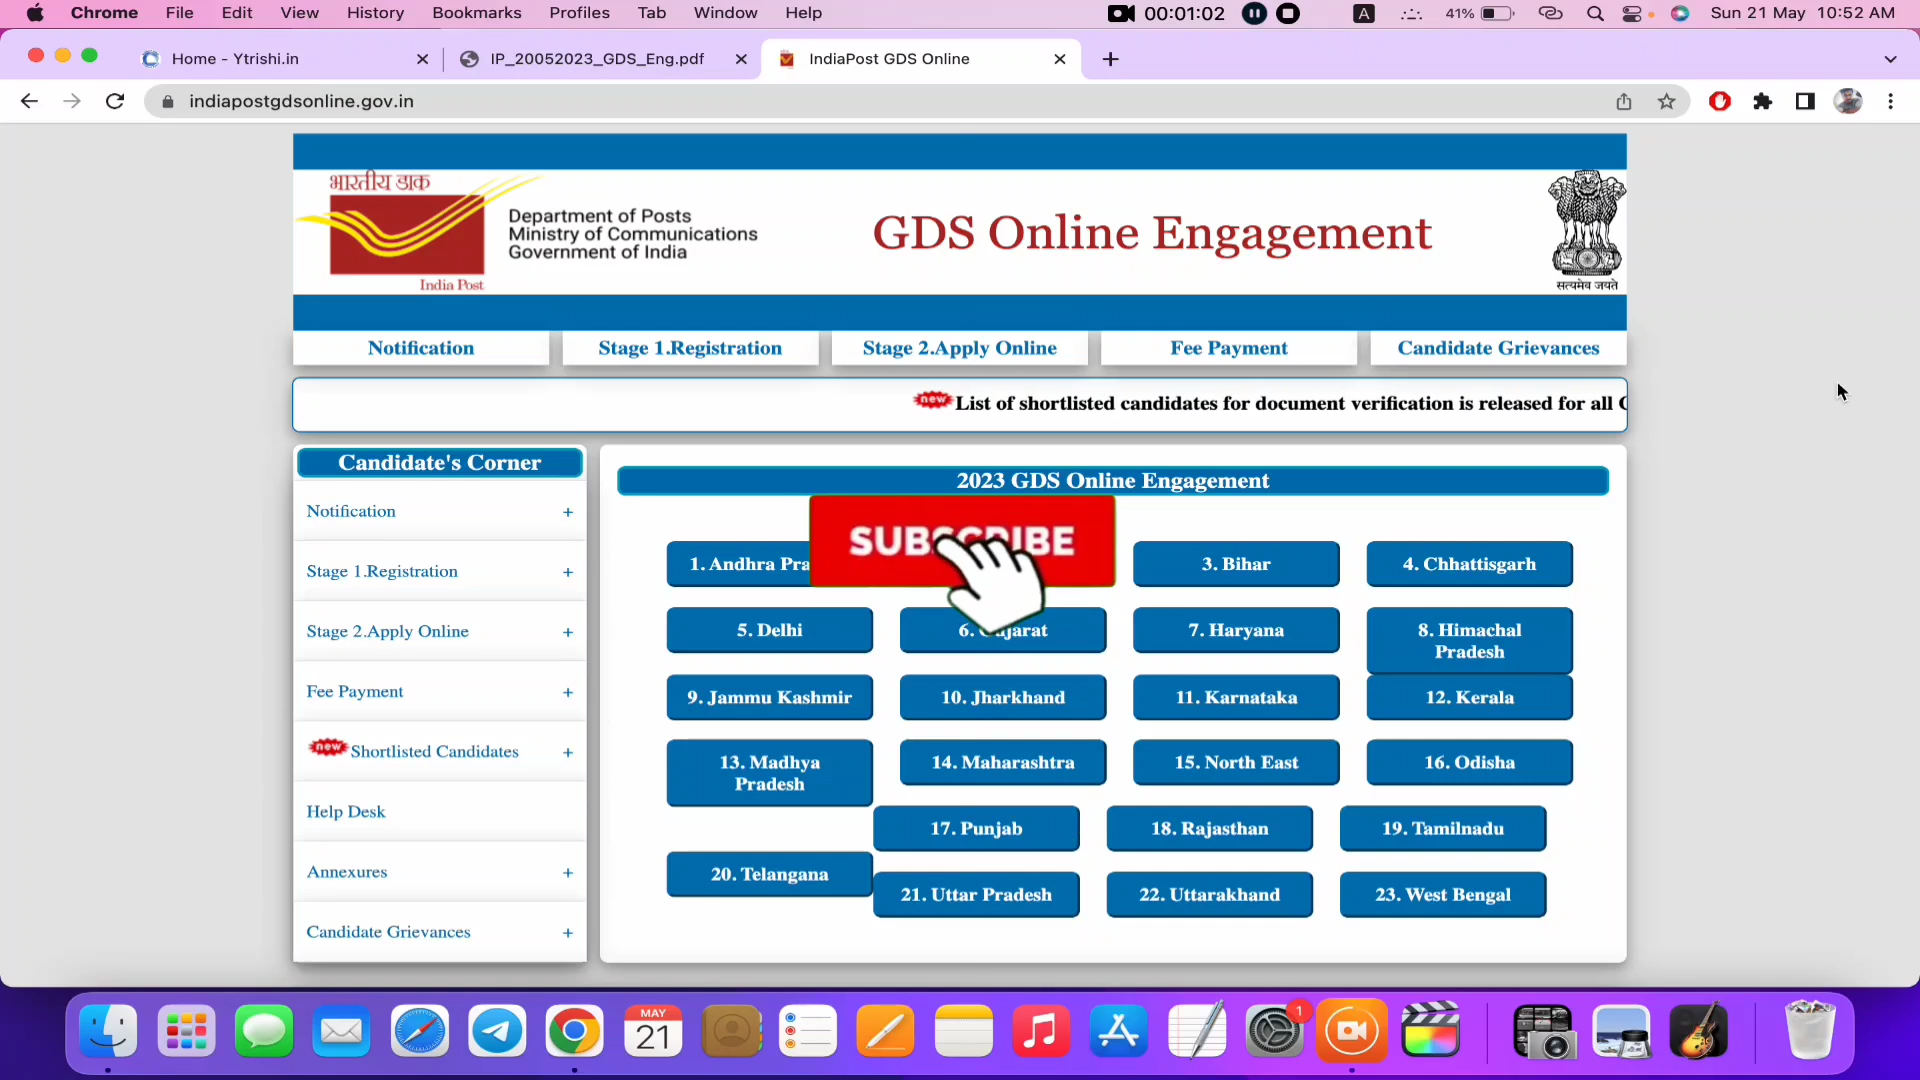 Chrome File Edit View History Bookmarks Profiles Tab Window Help 00:01:02 A 41% Sun 21 May 10:52 AM
Home - Ytrishi.in
IP_20052023_GDS_Eng.pdf
IndiaPost GDS Online
indiapostgdsonline.gov.in
भारतीय डाक
India Post
Department of Posts
Ministry of Communications
Government of India
GDS Online Engagement
सत्यमेव जयते
Notification
Stage 1.Registration
Stage 2.Apply Online
Fee Payment
Candidate Grievances
new List of shortlisted candidates for document verification is released for all
Candidate's Corner
Notification +
Stage 1.Registration +
Stage 2.Apply Online +
Fee Payment +
new Shortlisted Candidates +
Help Desk
Annexures +
Candidate Grievances +
2023 GDS Online Engagement
SUBSCRIBE
1. Andhra Pra
3. Bihar
4. Chhattisgarh
5. Delhi
6. Gujarat
7. Haryana
8. Himachal
Pradesh
9. Jammu Kashmir
10. Jharkhand
11. Karnataka
12. Kerala
13. Madhya
Pradesh
14. Maharashtra
15. North East
16. Odisha
17. Punjab
18. Rajasthan
19. Tamilnadu
20. Telangana
21. Uttar Pradesh
22. Uttarakhand
23. West Bengal
MAY
21
1